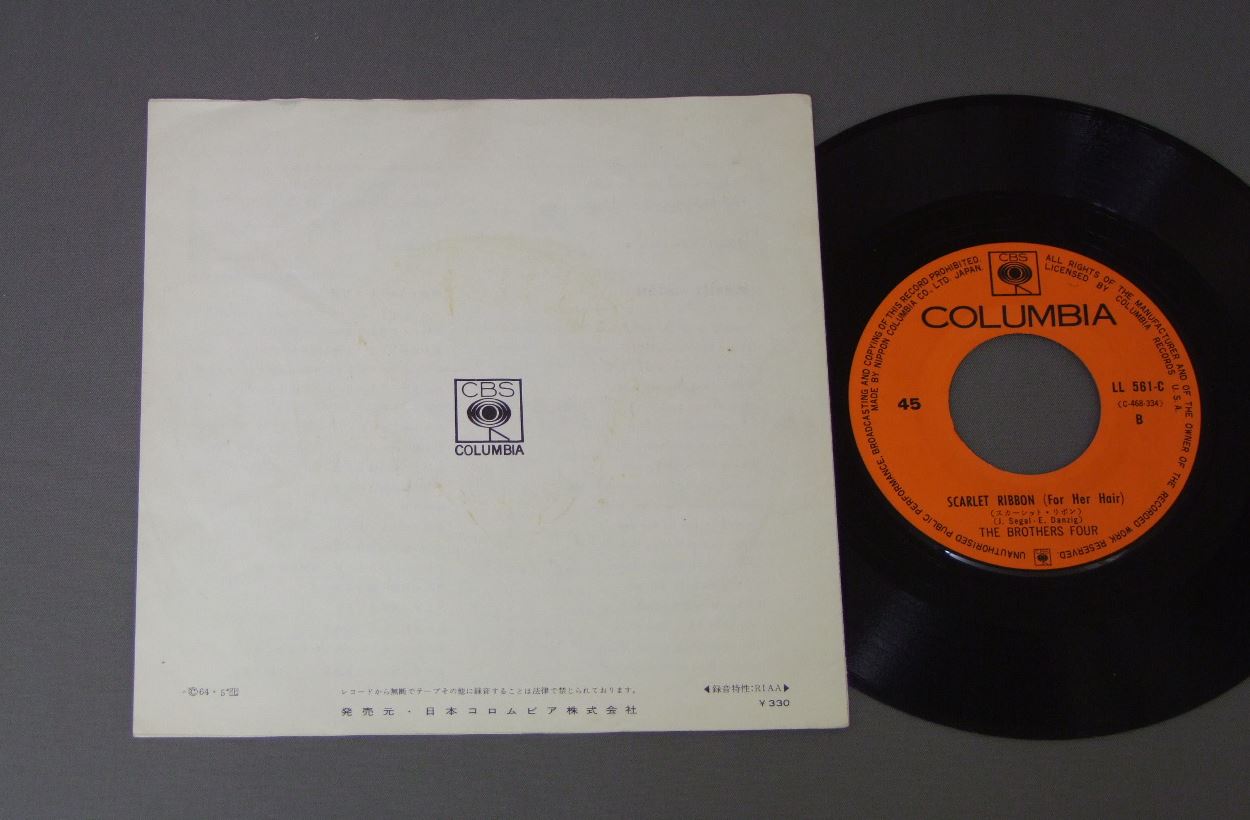 CBS
COLUMBIA
©64・5
レコードから無断でテープその他に録音することは法律で禁じられております。
発売元・日本コロムビア株式会社
◀録音特性:RIAA▶
¥330
CBS
COLUMBIA
45
LL 561-C
(C-468-334)
B
SCARLET RIBBON (For Her Hair)
(スカーレット・リボン)
(J. Segal・E. Danzig)
THE BROTHERS FOUR
ALL RIGHTS OF THE MANUFACTURER AND OF THE OWNER OF THE RECORDED WORK RESERVED.
UNAUTHORISED PUBLIC PERFORMANCE, BROADCASTING AND COPYING OF THIS RECORD PROHIBITED.
LICENSED BY COLUMBIA RECORDS U.S.A.
MADE BY NIPPON COLUMBIA CO., LTD. JAPAN.